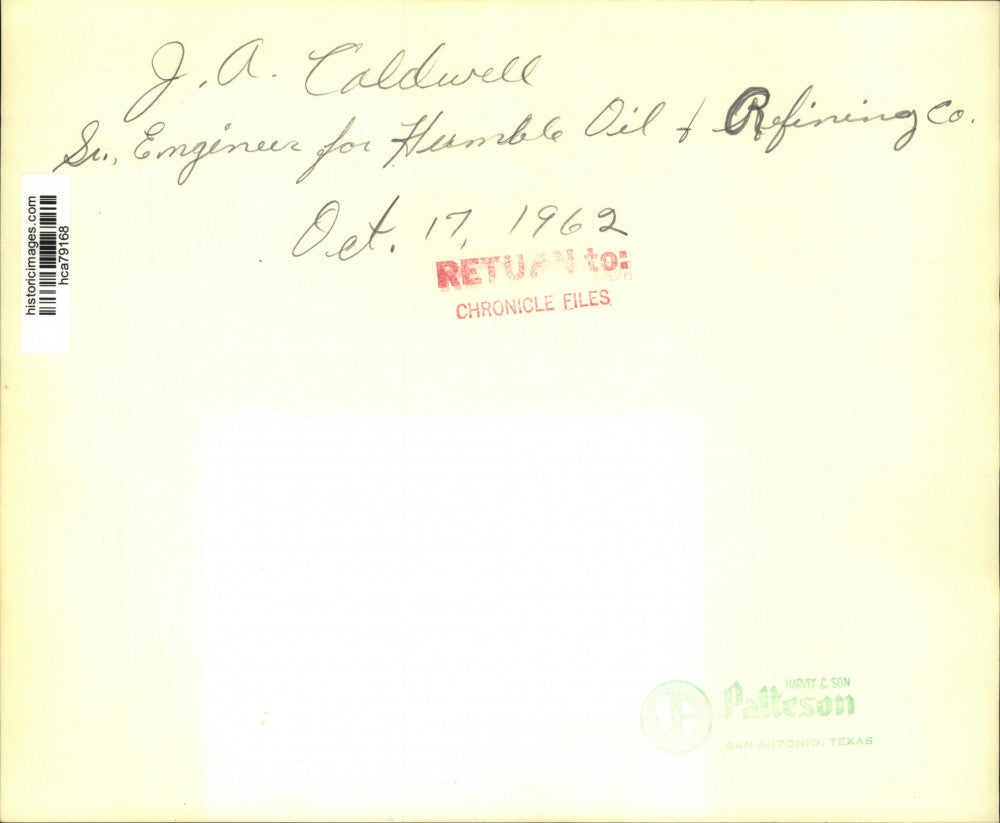 J. A. Caldwell
Sr., Engineer for Humble Oil & Refining Co.
Oct. 17, 1962
RETURN to:
CHRONICLE FILES
historicimages.com
hca79168
HARVEY & SON
Patteson
SAN ANTONIO, TEXAS